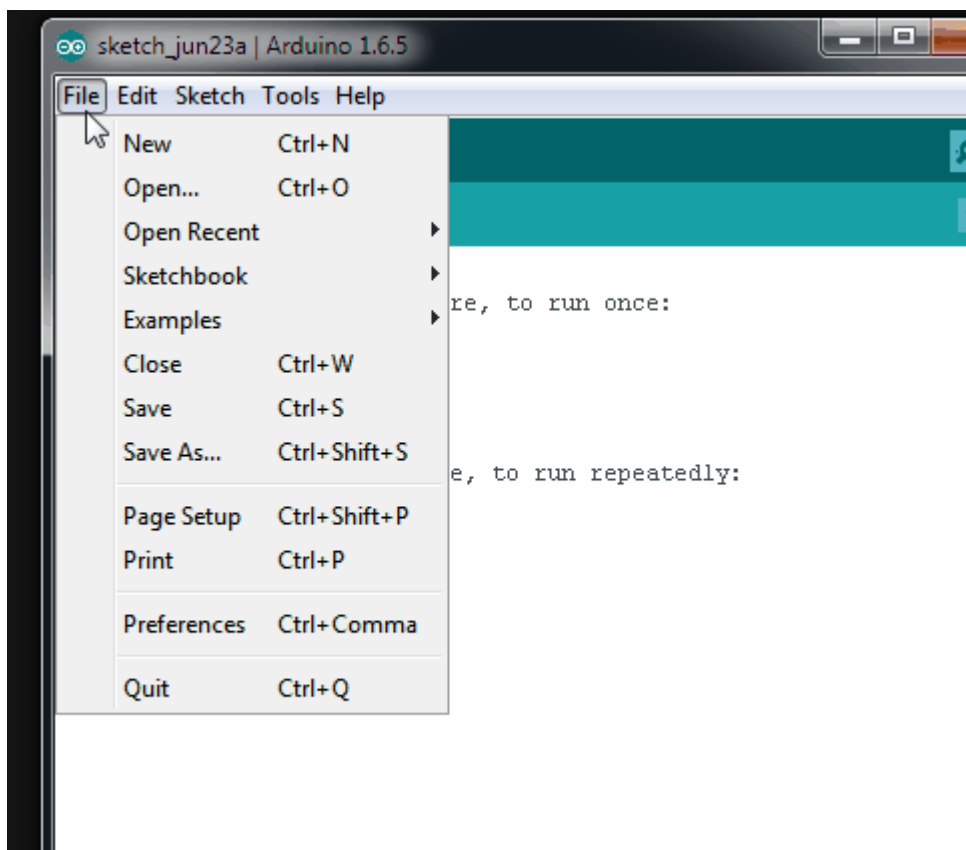 sketch_jun23a | Arduino 1.6.5
File Edit Sketch Tools Help
New Ctrl+N
Open... Ctrl+O
Open Recent
Sketchbook
re, to run once:
Examples
Close Ctrl+W
Save Ctrl+S
Save As... Ctrl+Shift+S
e, to run repeatedly:
Page Setup Ctrl+Shift+P
Print Ctrl+P
Preferences Ctrl+Comma
Quit Ctrl+Q